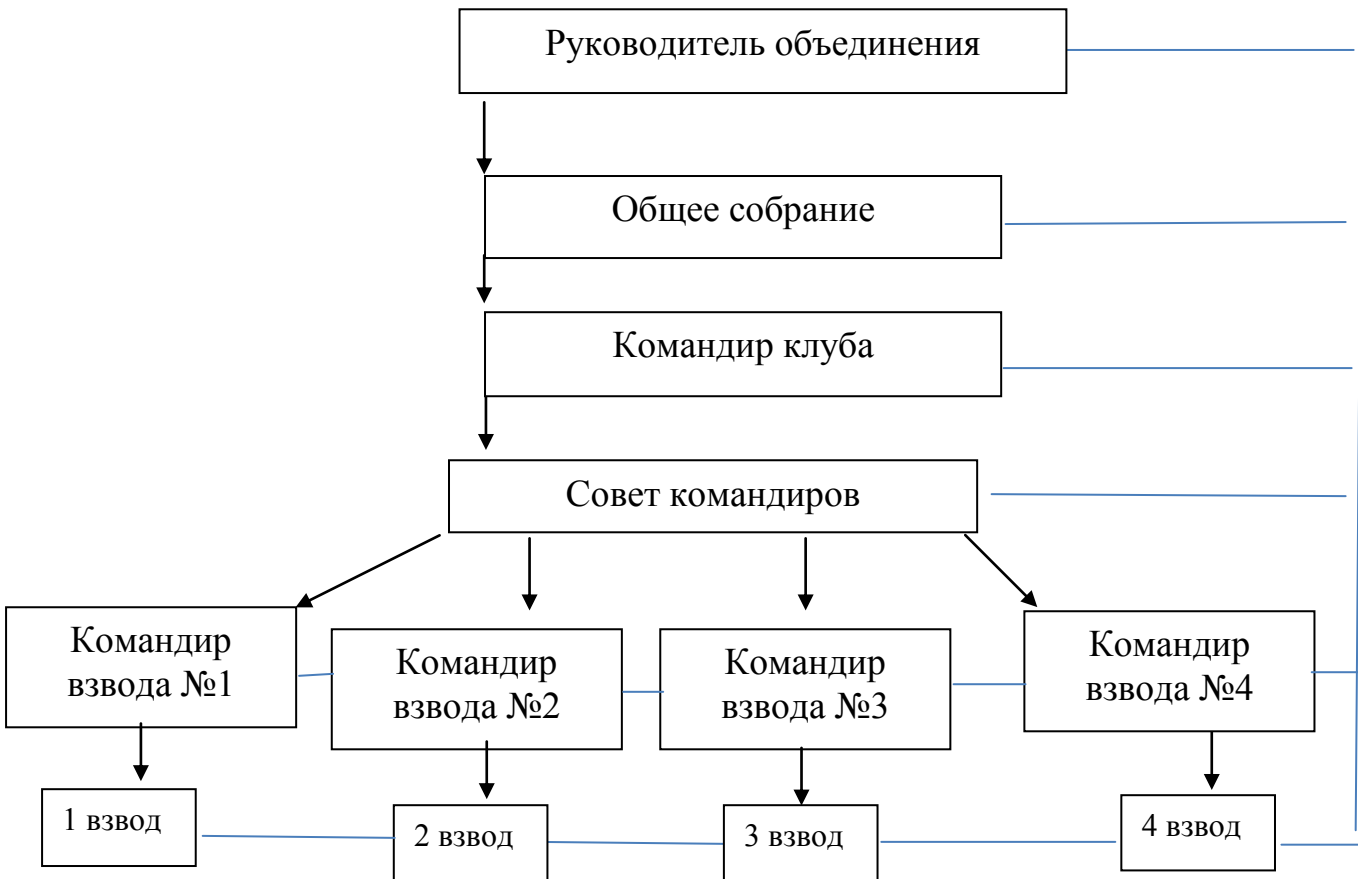 Руководитель объединения
Общее собрание
Командир клуба
Совет командиров
Командир
взвода №1
Командир
взвода №2
Командир
взвода №3
Командир
взвода №4
1 взвод
2 взвод
3 взвод
4 взвод